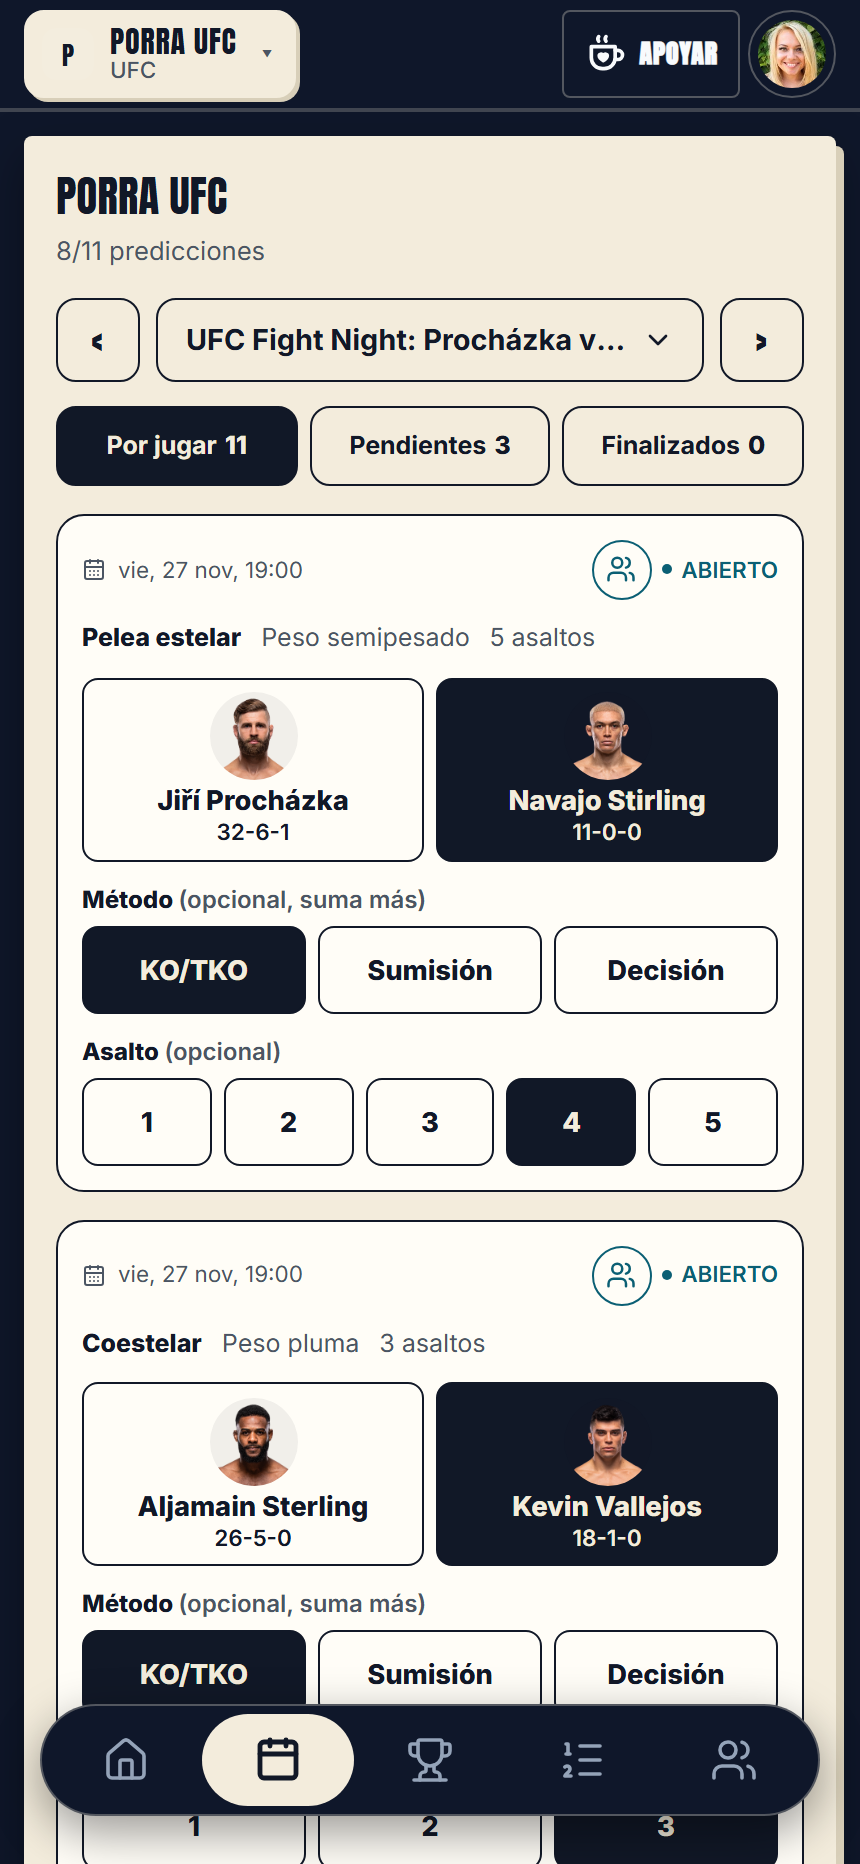 P
PORRA UFC
UFC
APOYAR
PORRA UFC
8/11 predicciones
UFC Fight Night: Procházka v...
Por jugar 11
Pendientes 3
Finalizados 0
vie, 27 nov, 19:00
ABIERTO
Pelea estelar Peso semipesado 5 asaltos
Jiří Procházka
32-6-1
Navajo Stirling
11-0-0
Método (opcional, suma más)
KO/TKO
Sumisión
Decisión
Asalto (opcional)
1
2
3
4
5
vie, 27 nov, 19:00
ABIERTO
Coestelar Peso pluma 3 asaltos
Aljamain Sterling
26-5-0
Kevin Vallejos
18-1-0
Método (opcional, suma más)
KO/TKO
Sumisión
Decisión
1
2
3